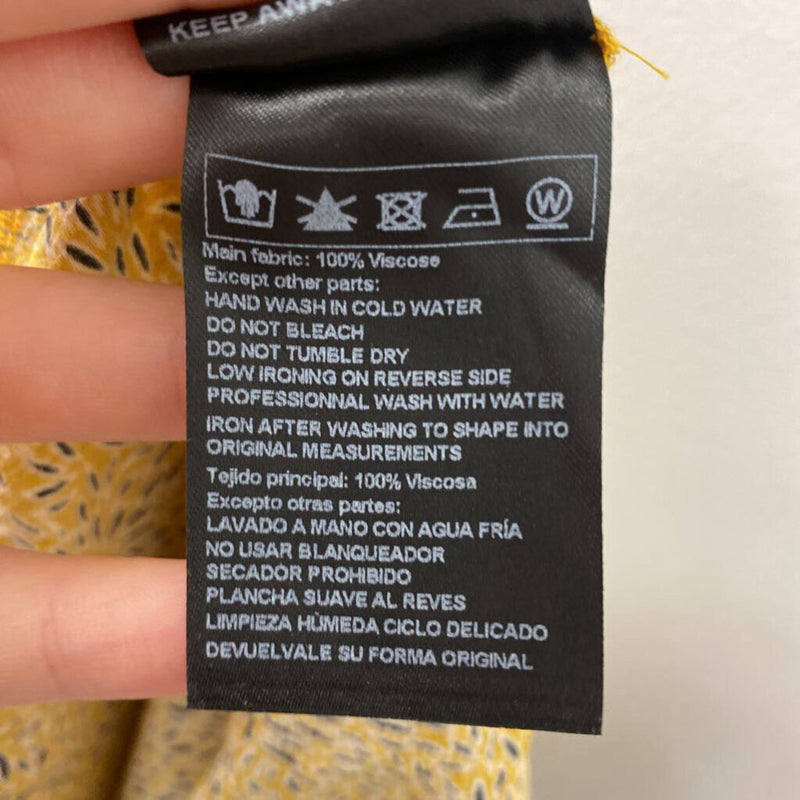 KEEP AWAY
W
Main fabric: 100% Viscose
Except other parts:
HAND WASH IN COLD WATER
DO NOT BLEACH
DO NOT TUMBLE DRY
LOW IRONING ON REVERSE SIDE
PROFESSIONNAL WASH WITH WATER
IRON AFTER WASHING TO SHAPE INTO
ORIGINAL MEASUREMENTS
Tejido principal: 100% Viscosa
Excepto otras partes:
LAVADO A MANO CON AGUA FRÍA
NO USAR BLANQUEADOR
SECADOR PROHIBIDO
PLANCHA SUAVE AL REVES
LIMPIEZA HÙMEDA CICLO DELICADO
DEVUELVALE SU FORMA ORIGINAL